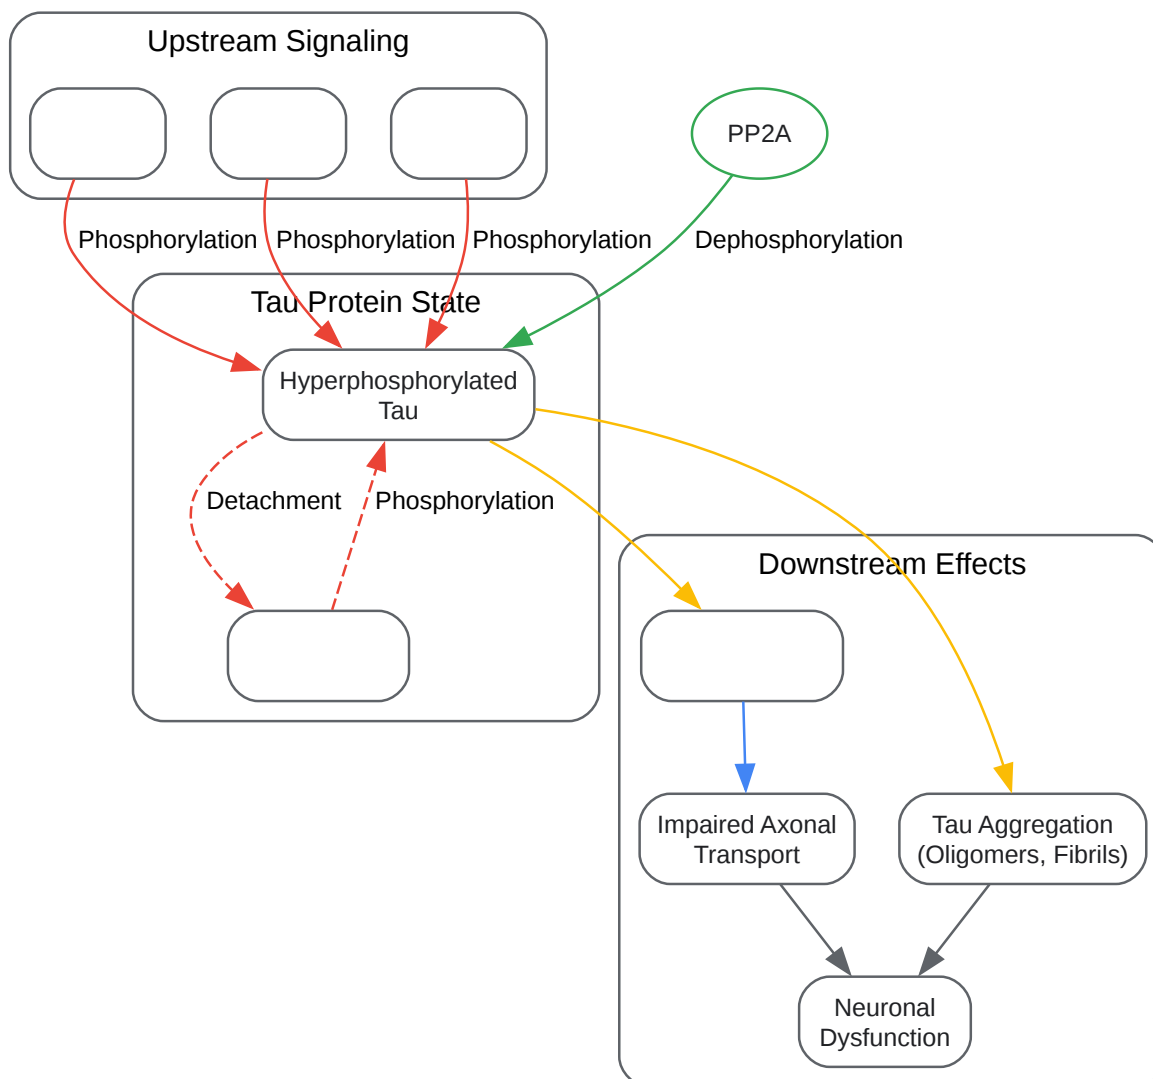 Upstream Signaling
PP2A
Phosphorylation
Phosphorylation
Phosphorylation
Dephosphorylation
Tau Protein State
Hyperphosphorylated
Tau
Detachment
Phosphorylation
Downstream Effects
Impaired Axonal
Transport
Tau Aggregation
(Oligomers, Fibrils)
Neuronal
Dysfunction